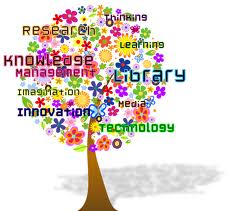 Thinking
Research
Learning
Knowledge
Management
Library
Imagination
Media
Innovation
Technology